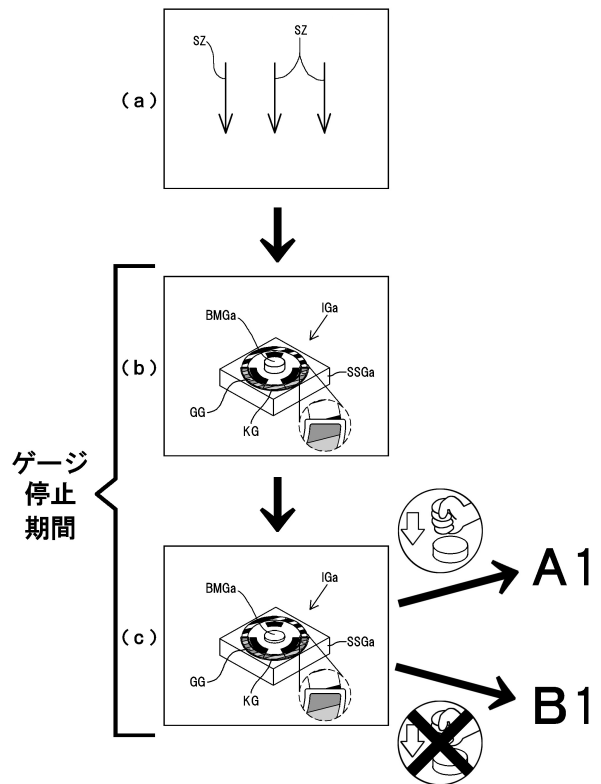 SZ
SZ
(a)
BMGa
IGa
(b)
SSGa
GG
KG
ゲージ
停止
期間
A1
BMGa
IGa
(c)
SSGa
GG
KG
B1